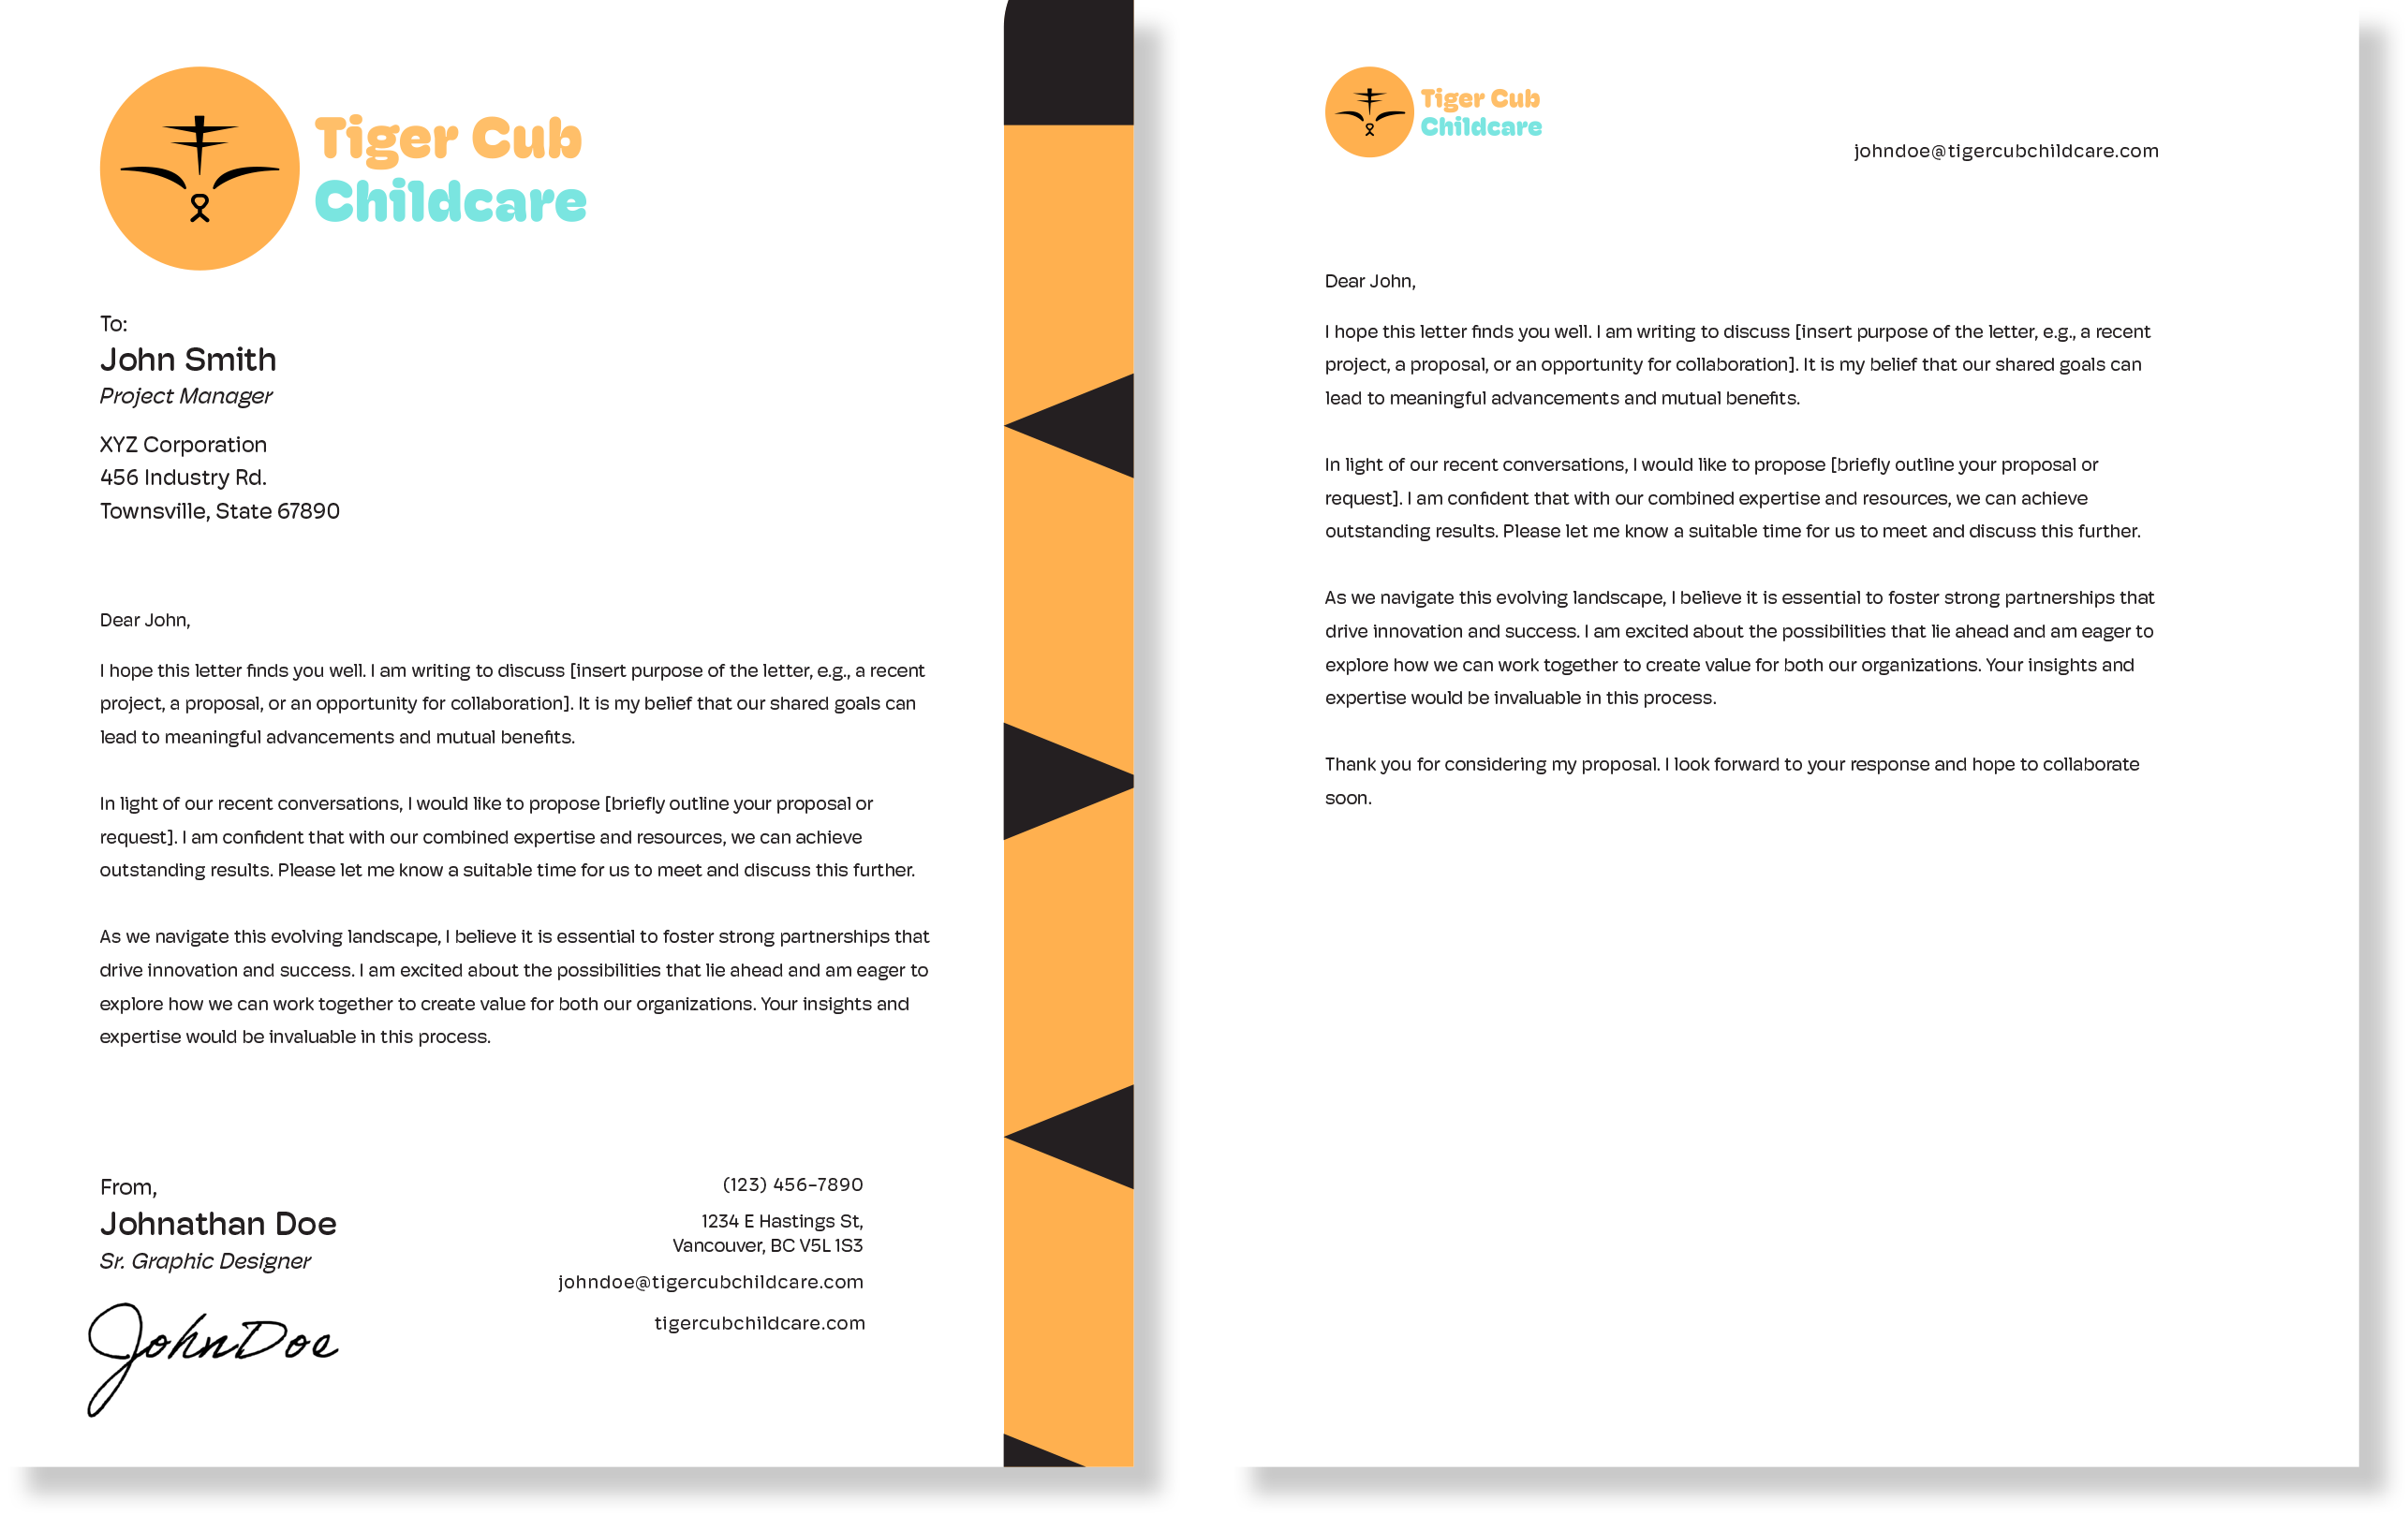 Tiger Cub
Childcare
To:
John Smith
Project Manager
XYZ Corporation
456 Industry Rd.
Townsville, State 67890
Dear John,
I hope this letter finds you well. I am writing to discuss [insert purpose of the letter, e.g., a recent
project, a proposal, or an opportunity for collaboration]. It is my belief that our shared goals can
lead to meaningful advancements and mutual benefits.
In light of our recent conversations, I would like to propose [briefly outline your proposal or
request]. I am confident that with our combined expertise and resources, we can achieve
outstanding results. Please let me know a suitable time for us to meet and discuss this further.
As we navigate this evolving landscape, I believe it is essential to foster strong partnerships that
drive innovation and success. I am excited about the possibilities that lie ahead and am eager to
explore how we can work together to create value for both our organizations. Your insights and
expertise would be invaluable in this process.
From,
Johnathan Doe
Sr. Graphic Designer
John Doe
(123) 456-7890
1234 E Hastings St,
Vancouver, BC V5L 1S3
johndoe@tigercubchildcare.com
tigercubchildcare.com
Tiger Cub
Childcare
johndoe@tigercubchildcare.com
Dear John,
I hope this letter finds you well. I am writing to discuss [insert purpose of the letter, e.g., a recent
project, a proposal, or an opportunity for collaboration]. It is my belief that our shared goals can
lead to meaningful advancements and mutual benefits.
In light of our recent conversations, I would like to propose [briefly outline your proposal or
request]. I am confident that with our combined expertise and resources, we can achieve
outstanding results. Please let me know a suitable time for us to meet and discuss this further.
As we navigate this evolving landscape, I believe it is essential to foster strong partnerships that
drive innovation and success. I am excited about the possibilities that lie ahead and am eager to
explore how we can work together to create value for both our organizations. Your insights and
expertise would be invaluable in this process.
Thank you for considering my proposal. I look forward to your response and hope to collaborate
soon.